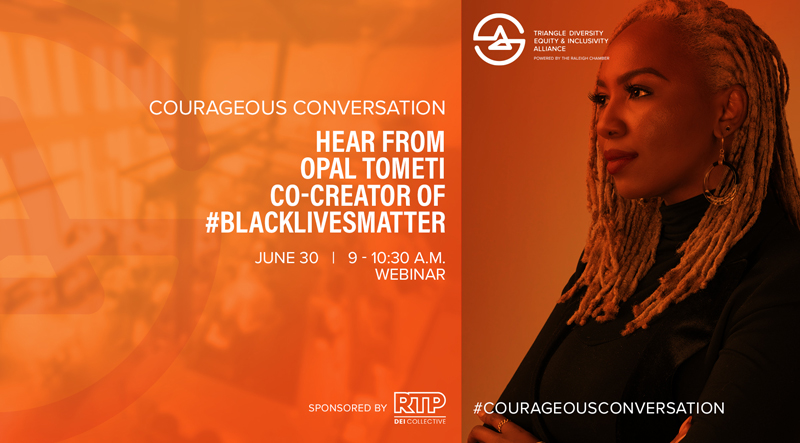 COURAGEOUS CONVERSATION
HEAR FROM
OPAL TOMETI
CO-CREATOR OF
#BLACKLIVESMATTER
JUNE 30 | 9 - 10:30 A.M.
WEBINAR
SPONSORED BY RTP
DEI COLLECTIVE
TRIANGLE DIVERSITY
EQUITY & INCLUSIVITY
ALLIANCE
POWERED BY THE RALEIGH CHAMBER
#COURAGEOUSCONVERSATION